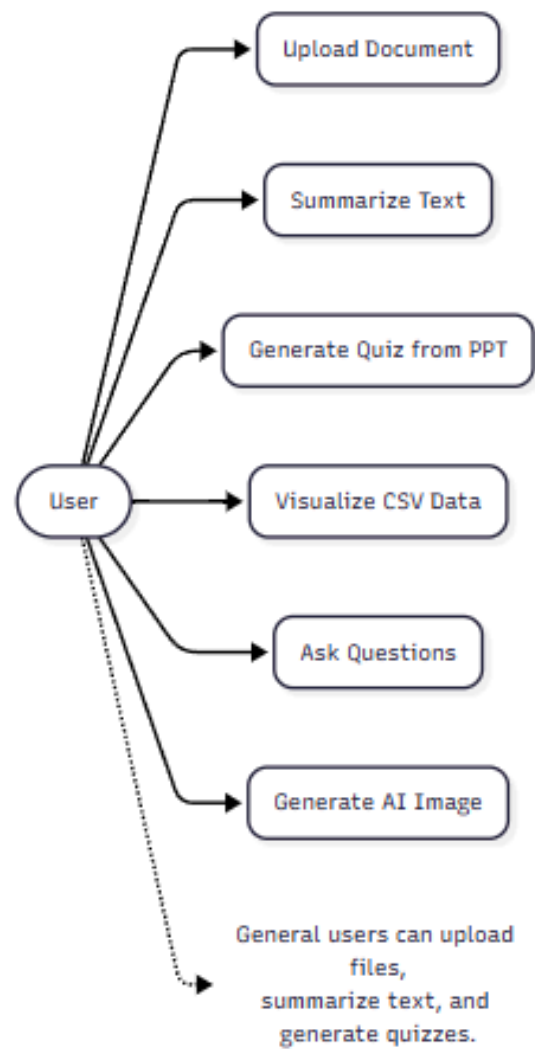 Upload Document
Summarize Text
Generate Quiz from PPT
User
Visualize CSV Data
Ask Questions
Generate AI Image
General users can upload
files,
summarize text, and
generate quizzes.